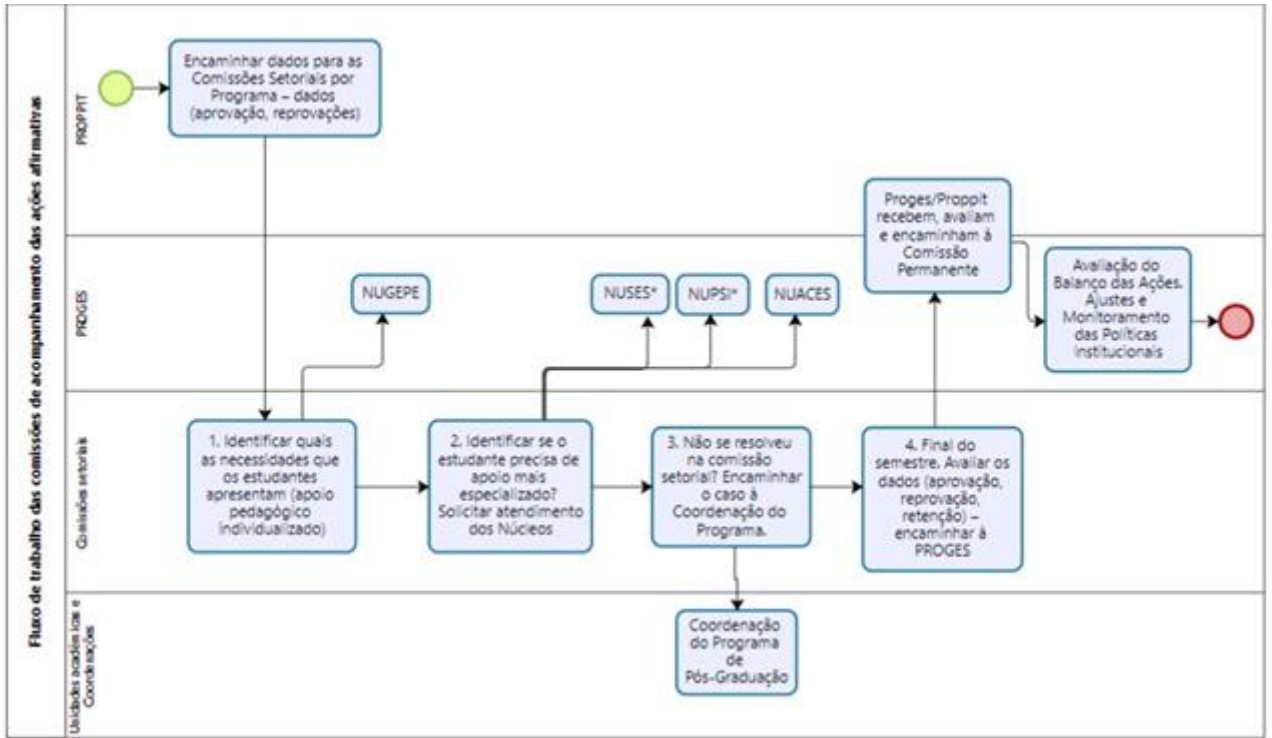 Fluxo de trabalho das comissões de acompanhamento das ações afirmativas
PROPPIT
Encaminhar dados para as
Comissões Setoriais por
Programa – dados
(aprovação, reprovações)
Proges/Proppit
recebem, avaliam
e encaminham à
Comissão
Permanente
PROGES
NUGEPE
NUSES*
NUPSI*
NUACES
Avaliação do
Balanço das Ações.
Ajustes e
Monitoramento
das Políticas
Institucionais
Comissões setoriais
1. Identificar quais
as necessidades que
os estudantes
apresentam (apoio
pedagógico
individualizado)
2. Identificar se o
estudante precisa de
apoio mais
especializado?
Solicitar atendimento
dos Núcleos
3. Não se resolveu
na comissão
setorial? Encaminhar
o caso à
Coordenação do
Programa.
4. Final do
semestre. Avaliar os
dados (aprovação,
reprovação,
retenção) –
encaminhar à
PROGES
Unidades acadêmicas e
Coordenações
Coordenação
do Programa
de
Pós-Graduação